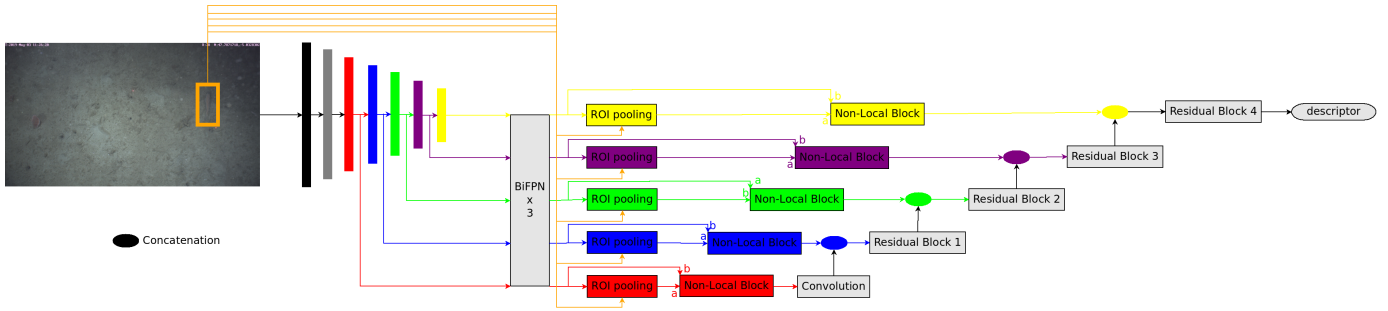 ROI pooling
b
a
Non-Local Block
Residual Block 4
descriptor
ROI pooling
b
a
Non-Local Block
Residual Block 3
BiFPN
x
3
ROI pooling
a
b
Non-Local Block
Residual Block 2
Concatenation
ROI pooling
b
a
Non-Local Block
Residual Block 1
ROI pooling
b
a
Non-Local Block
Convolution